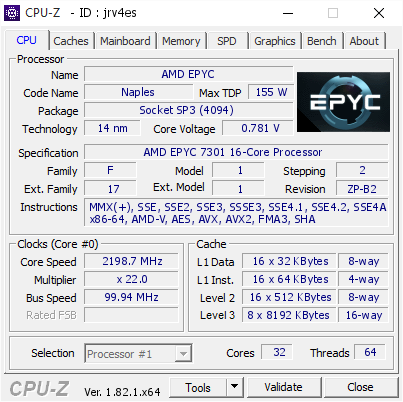 CPU-Z - ID : jrv4es
CPU Caches Mainboard Memory SPD Graphics Bench About
Processor
Name AMD EPYC
Code Name Naples Max TDP 155 W
Package Socket SP3 (4094)
Technology 14 nm Core Voltage 0.781 V
EPYC
Specification AMD EPYC 7301 16-Core Processor
Family F Model 1 Stepping 2
Ext. Family 17 Ext. Model 1 Revision ZP-B2
Instructions MMX(+), SSE, SSE2, SSE3, SSSE3, SSE4.1, SSE4.2, SSE4A
x86-64, AMD-V, AES, AVX, AVX2, FMA3, SHA
Clocks (Core #0)
Core Speed 2198.7 MHz
Multiplier x 22.0
Bus Speed 99.94 MHz
Rated FSB
Cache
L1 Data 16 x 32 KBytes 8-way
L1 Inst. 16 x 64 KBytes 4-way
Level 2 16 x 512 KBytes 8-way
Level 3 8 x 8192 KBytes 16-way
Selection Processor #1 Cores 32 Threads 64
CPU-Z Ver. 1.82.1.x64 Tools Validate Close